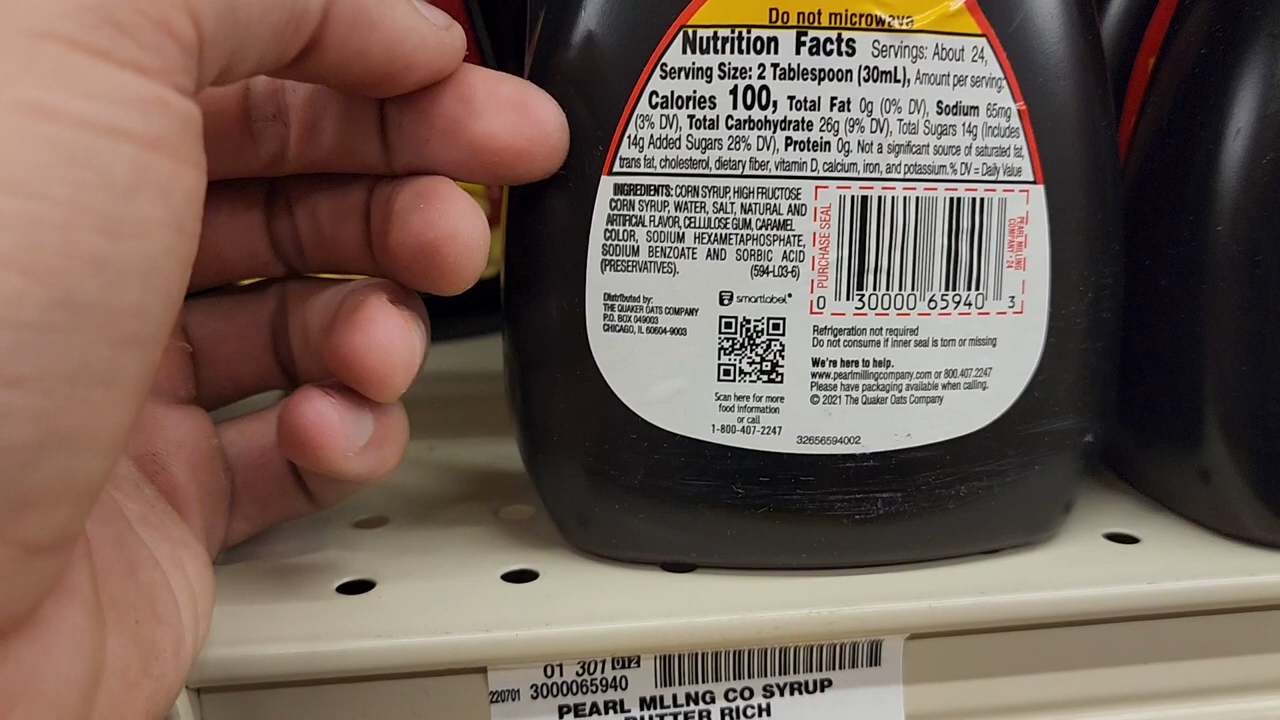 Do not microwave
Nutrition Facts Servings: About 24,
Serving Size: 2 Tablespoon (30mL), Amount per serving:
Calories 100, Total Fat 0g (0% DV), Sodium 65mg
(3% DV), Total Carbohydrate 26g (9% DV), Total Sugars 14g (Includes
14g Added Sugars 28% DV), Protein 0g. Not a significant source of saturated fat,
trans fat, cholesterol, dietary fiber, vitamin D, calcium, iron, and potassium.% DV = Daily Value
INGREDIENTS: CORN SYRUP, HIGH FRUCTOSE
CORN SYRUP, WATER, SALT, NATURAL AND
ARTIFICIAL FLAVOR, CELLULOSE GUM, CARAMEL
COLOR, SODIUM HEXAMETAPHOSPHATE,
SODIUM BENZOATE AND SORBIC ACID
(PRESERVATIVES). (594-L03-6)
Distributed by:
THE QUAKER OATS COMPANY
P.O. BOX 049003
CHICAGO, IL 60604-9003
smartlabel
Scan here for more
food information
or call
1-800-407-2247
PURCHASE SEAL
PEARL MILLING
COMPANY • 24
0 30000 65940 3
Refrigeration not required
Do not consume if inner seal is torn or missing
We're here to help.
www.pearlmillingcompany.com or 800.407.2247
Please have packaging available when calling.
© 2021 The Quaker Oats Company
32656594002
01 301 012
220701 3000065940
PEARL MLLNG CO SYRUP
BUTTER RICH